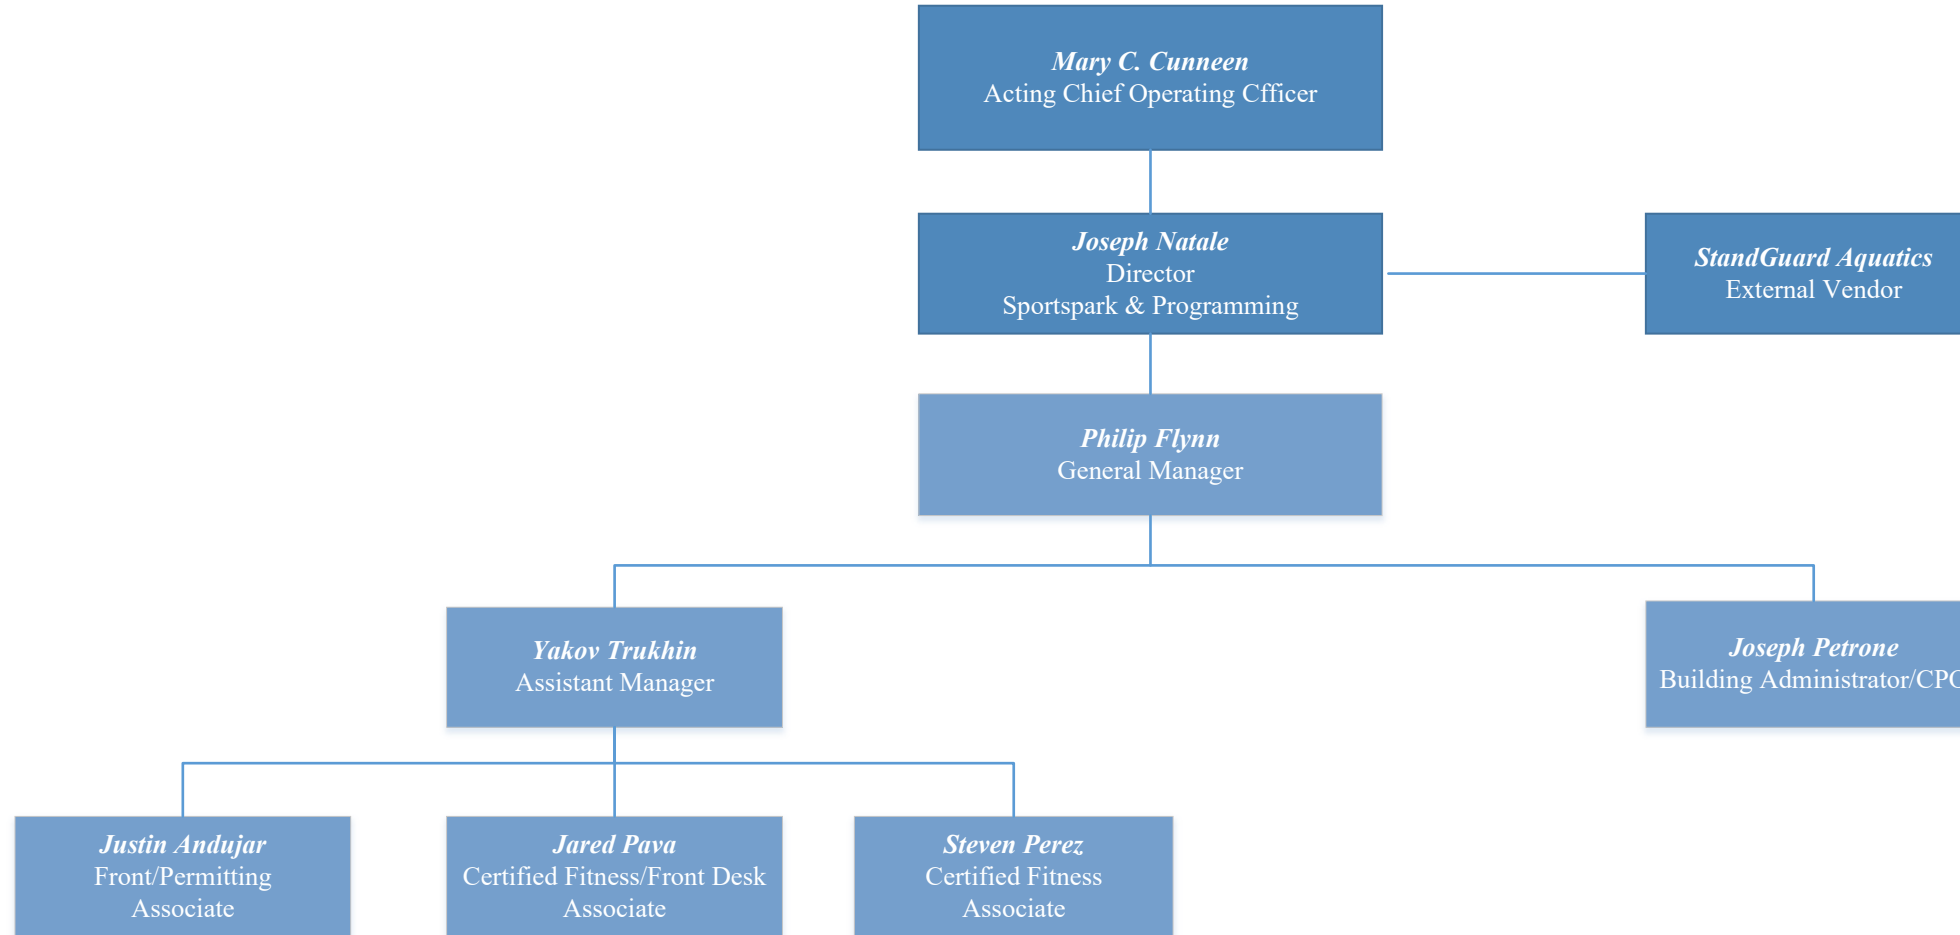 Mary C. Cunneen
Acting Chief Operating Cfficer
Joseph Natale
Director
Sportspark & Programming
StandGuard Aquatics
External Vendor
Philip Flynn
General Manager
Yakov Trukhin
Assistant Manager
Joseph Petrone
Building Administrator/CPO
Justin Andujar
Front/Permitting
Associate
Jared Pava
Certified Fitness/Front Desk
Associate
Steven Perez
Certified Fitness
Associate